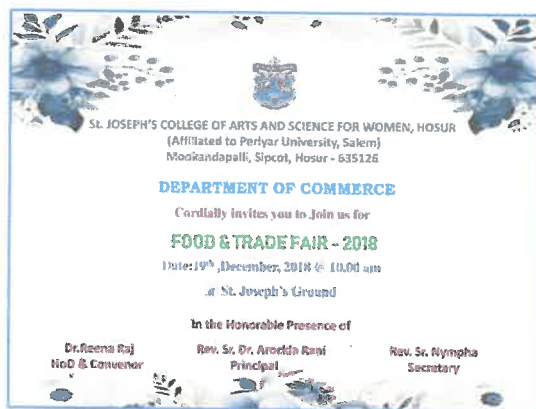 St. JOSEPH'S COLLEGE OF ARTS AND SCIENCE FOR WOMEN, HOSUR
(Affiliated to Periyar University, Salem)
Mookandapalli, Sipcot, Hosur - 635126
DEPARTMENT OF COMMERCE
Cordially invites you to Join us for
FOOD & TRADE FAIR - 2018
Date:19th ,December, 2018 @ 10.00 am
at St. Joseph's Ground
In the Honorable Presence of
Dr.Reena Raj Rev. Sr. Dr. Arockia Rani Rev. Sr. Nympha
HoD & Convenor Principal Secretary